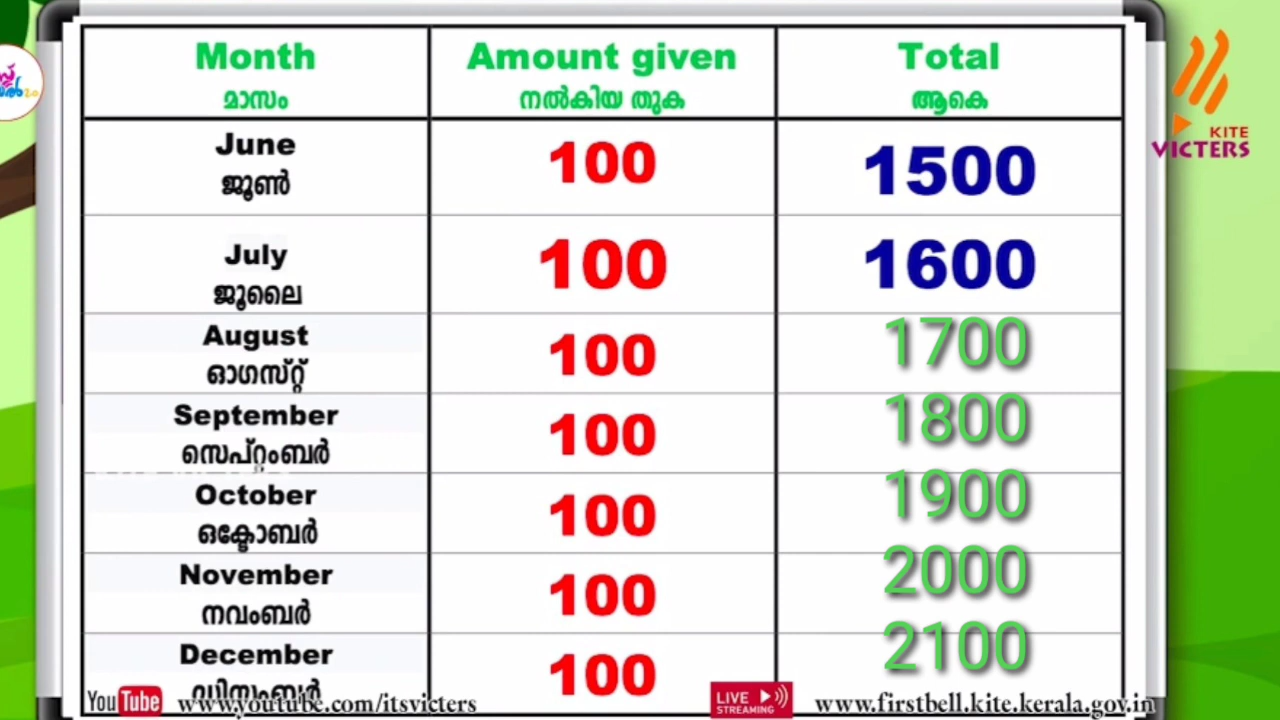 Month Amount given Total
മാസം നൽകിയ തുക ആകെ
June 100 1500
ജൂൺ
July 100 1600
ജൂലൈ
August 100 1700
ഓഗസ്റ്റ്
September 100 1800
സെപ്റ്റംബർ
October 100 1900
ഒക്ടോബർ
November 100 2000
നവംബർ
December 100 2100
ഡിസംബർ
KITE
VICTERS
YouTube www.youtube.com/itsvicters LIVE STREAMING www.firstbell.kite.kerala.gov.in